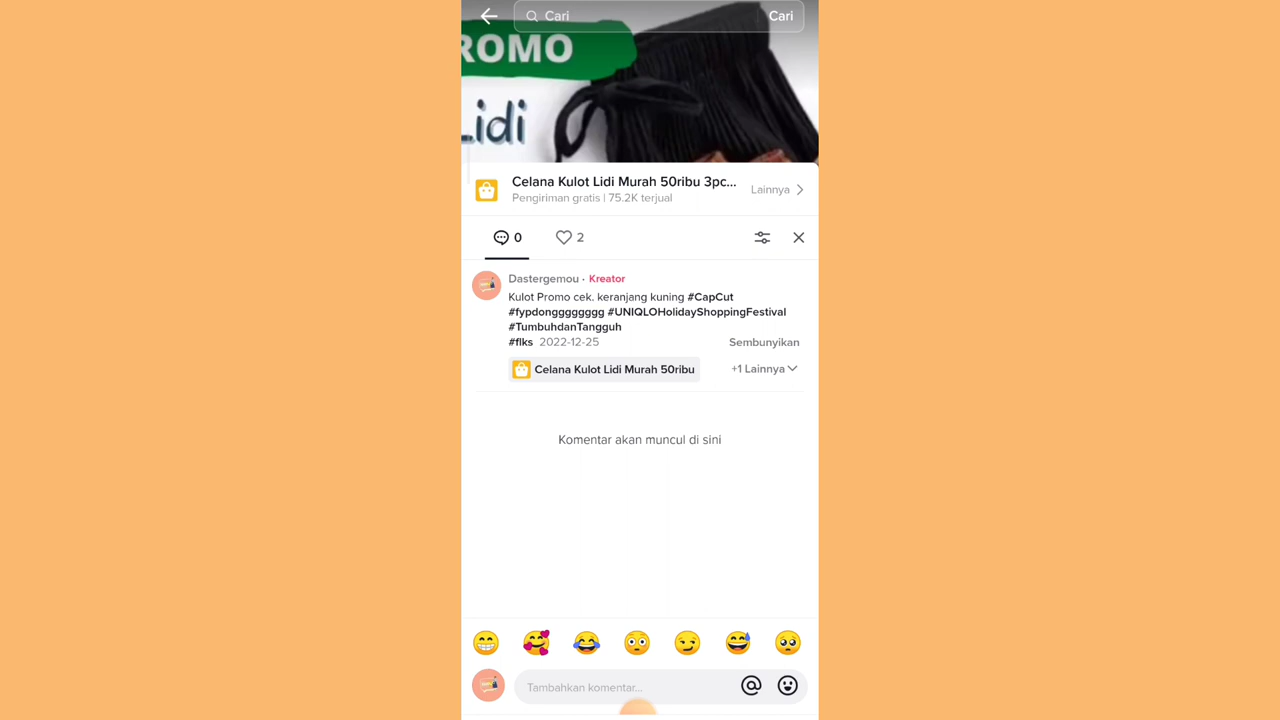 Cari
Cari
ROMO
Lidi
Celana Kulot Lidi Murah 50ribu 3pc...
Lainnya
Pengiriman gratis | 75.2K terjual
0
2
Dastergemou · Kreator
Kulot Promo cek. keranjang kuning #CapCut
#fypdongggggggg #UNIQLOHolidayShoppingFestival
#TumbuhdanTangguh
#flks 2022-12-25
Sembunyikan
Celana Kulot Lidi Murah 50ribu
+1 Lainnya
Komentar akan muncul di sini
Tambahkan komentar...